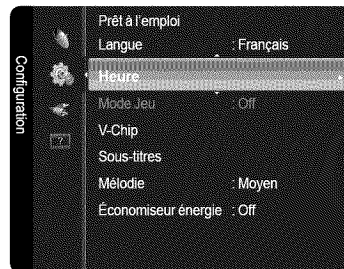 Configuration
Prêt à l'emploi
Langue : Français
Heure
Mode Jeu : Off
V-Chip
Sous-titres
Mélodie : Moyen
Économiseur énergie : Off